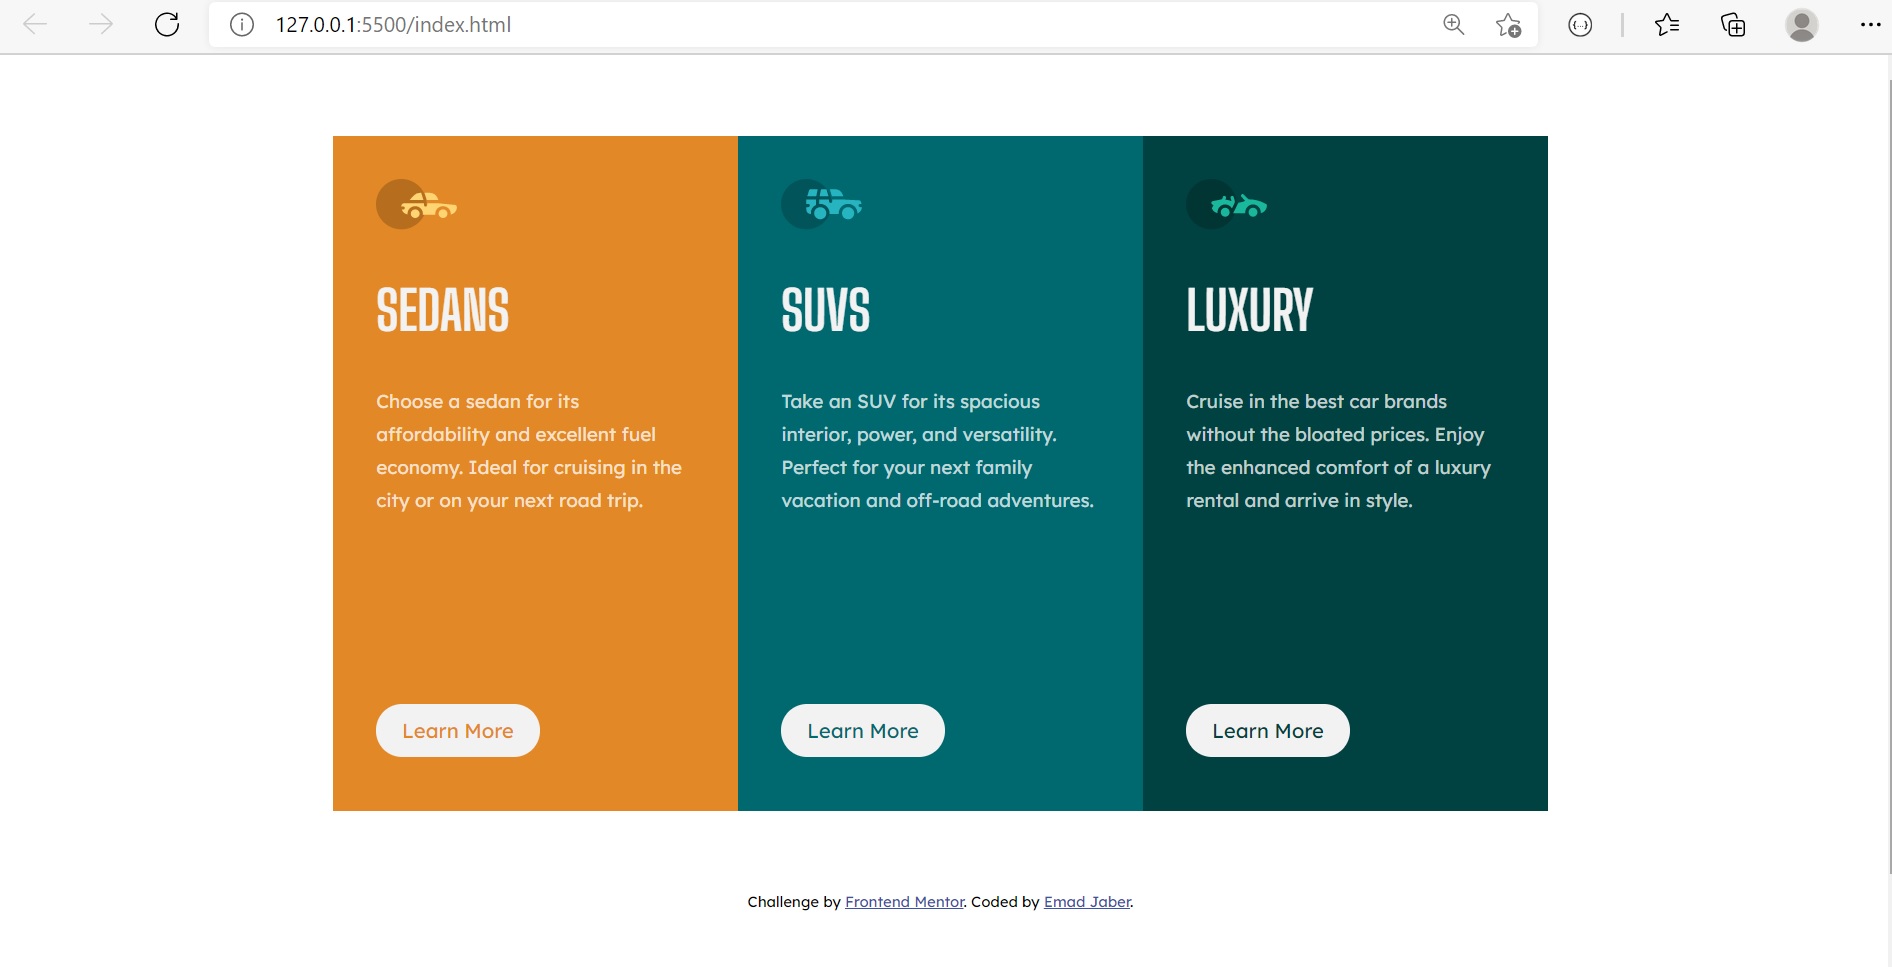 127.0.0.1:5500/index.html
SEDANS
Choose a sedan for its
affordability and excellent fuel
economy. Ideal for cruising in the
city or on your next road trip.
Learn More
SUVS
Take an SUV for its spacious
interior, power, and versatility.
Perfect for your next family
vacation and off-road adventures.
Learn More
LUXURY
Cruise in the best car brands
without the bloated prices. Enjoy
the enhanced comfort of a luxury
rental and arrive in style.
Learn More
Challenge by Frontend Mentor. Coded by Emad Jaber.